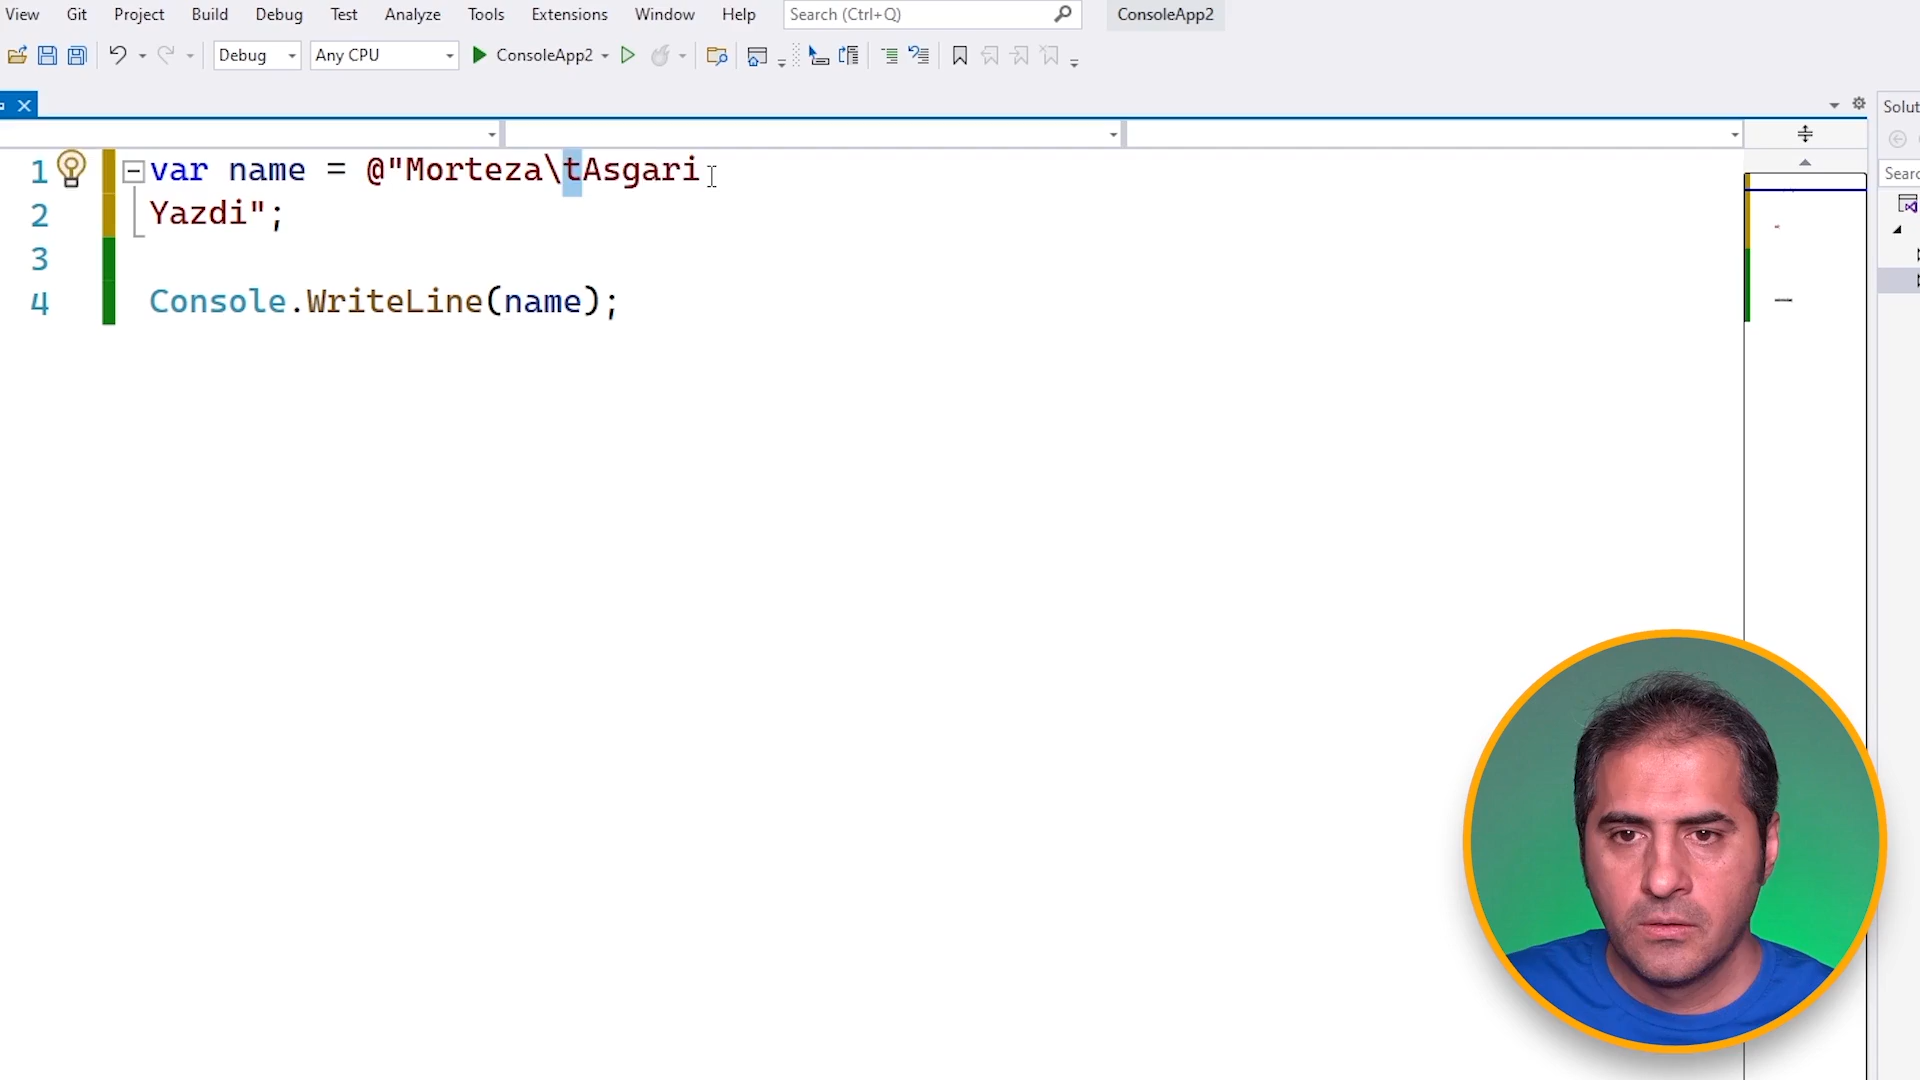 View Git Project Build Debug Test Analyze Tools Extensions Window Help Search (Ctrl+Q) ConsoleApp2
Debug Any CPU ConsoleApp2
Solut
1 var name = @"Morteza\tAsgari
Searc
2 Yazdi";
3
4 Console.WriteLine(name);